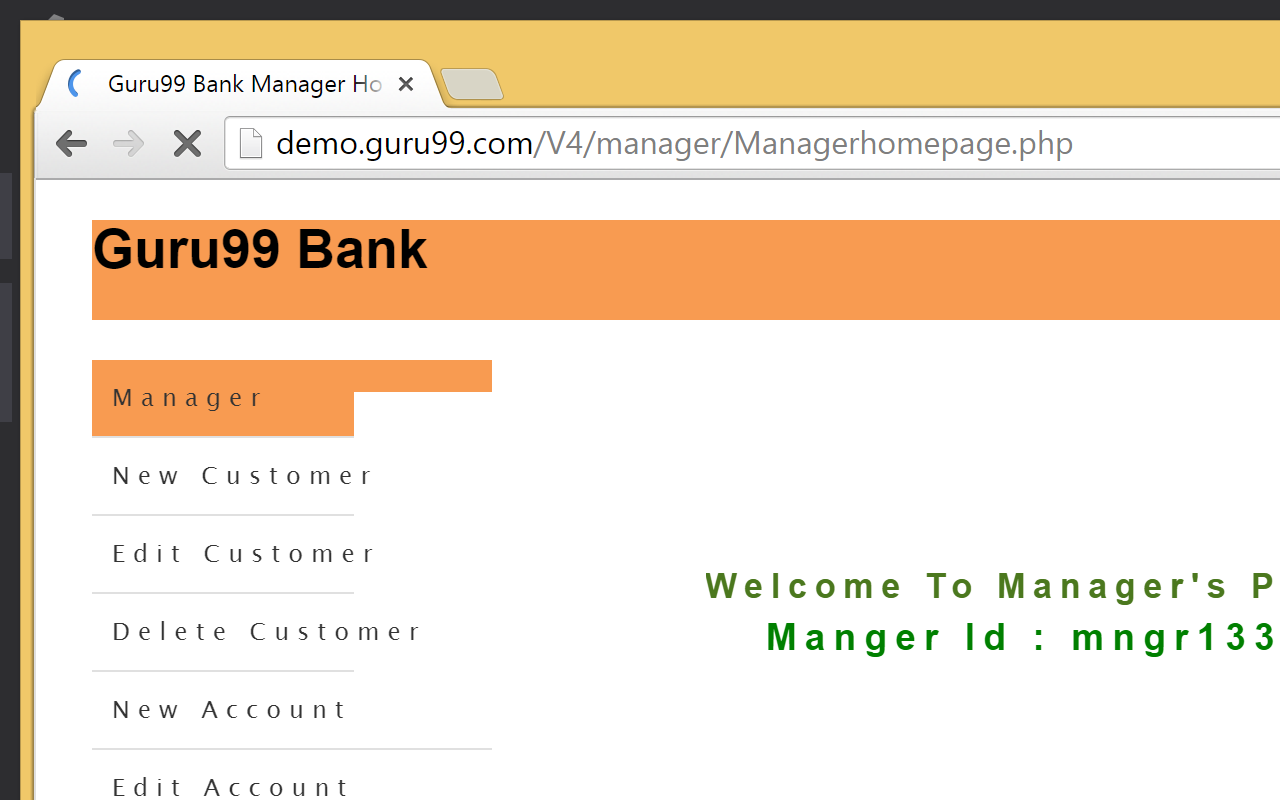 Guru99 Bank Manager Ho
demo.guru99.com/V4/manager/Managerhomepage.php
Guru99 Bank
Manager
New Customer
Edit Customer
Welcome To Manager's P
Delete Customer
Manger Id : mngr133
New Account
Edit Account